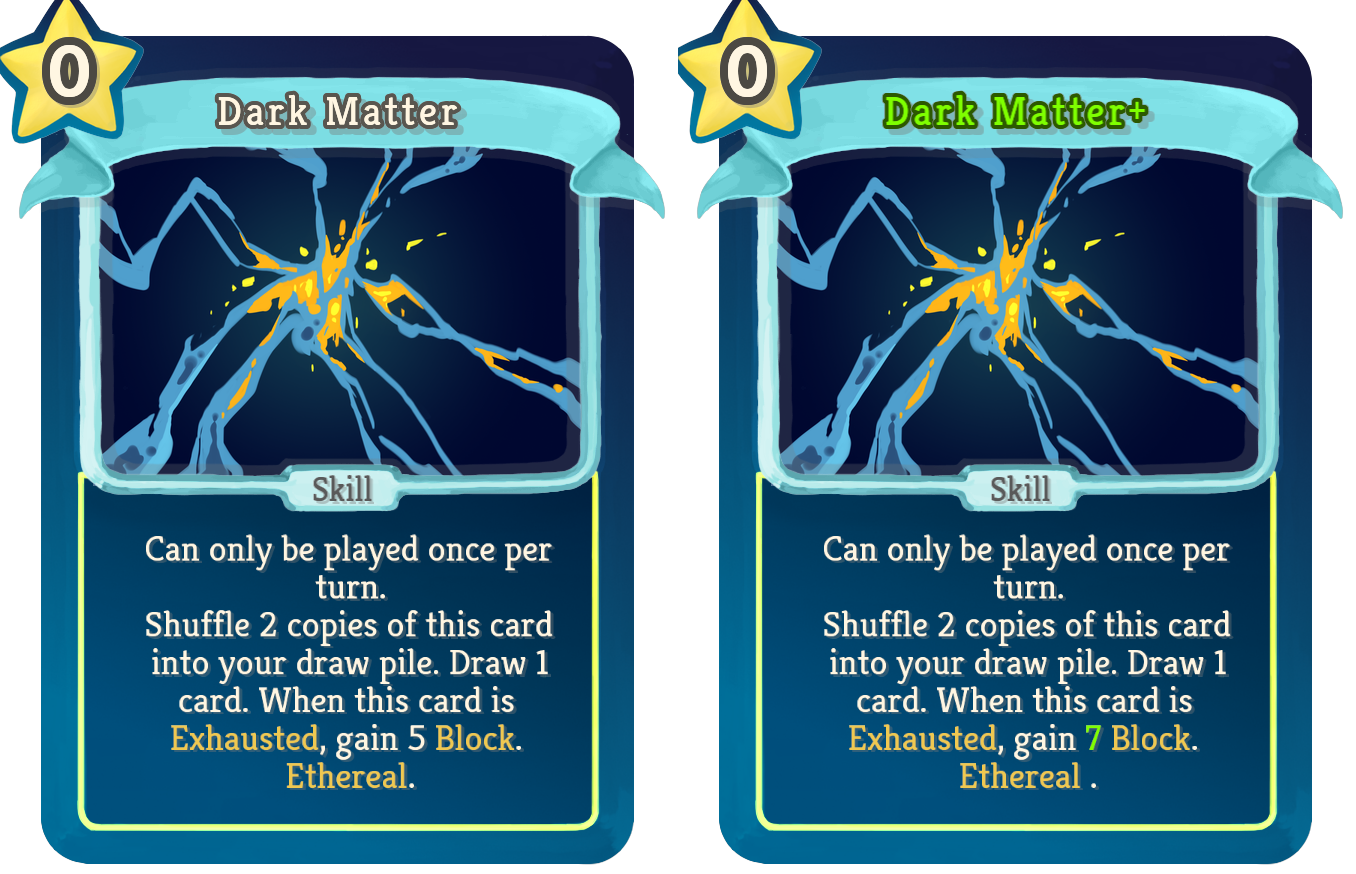 0
Dark Matter
Skill
Can only be played once per
turn.
Shuffle 2 copies of this card
into your draw pile. Draw 1
card. When this card is
Exhausted, gain 5 Block.
Ethereal.
0
Dark Matter+
Skill
Can only be played once per
turn.
Shuffle 2 copies of this card
into your draw pile. Draw 1
card. When this card is
Exhausted, gain 7 Block.
Ethereal .